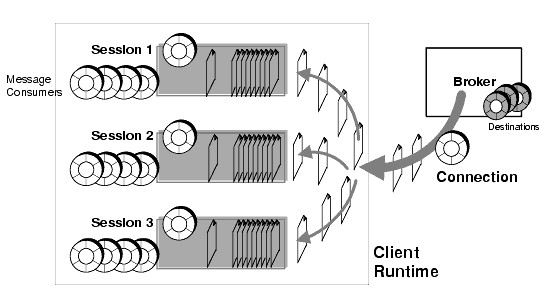 Session 1
Message
Consumers
Broker
Destinations
Session 2
Connection
Session 3
Client
Runtime